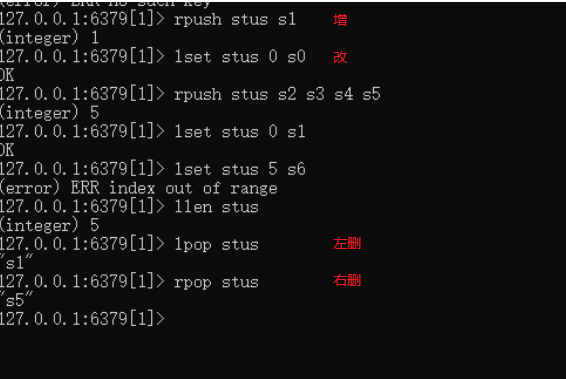 (error) ERR no such key
127.0.0.1:6379[1]> rpush stus s1 增
(integer) 1
127.0.0.1:6379[1]> lset stus 0 s0 改
OK
127.0.0.1:6379[1]> rpush stus s2 s3 s4 s5
(integer) 5
127.0.0.1:6379[1]> lset stus 0 s1
OK
127.0.0.1:6379[1]> lset stus 5 s6
(error) ERR index out of range
127.0.0.1:6379[1]> llen stus
(integer) 5
127.0.0.1:6379[1]> lpop stus 左删
"s1"
127.0.0.1:6379[1]> rpop stus 右删
"s5"
127.0.0.1:6379[1]>